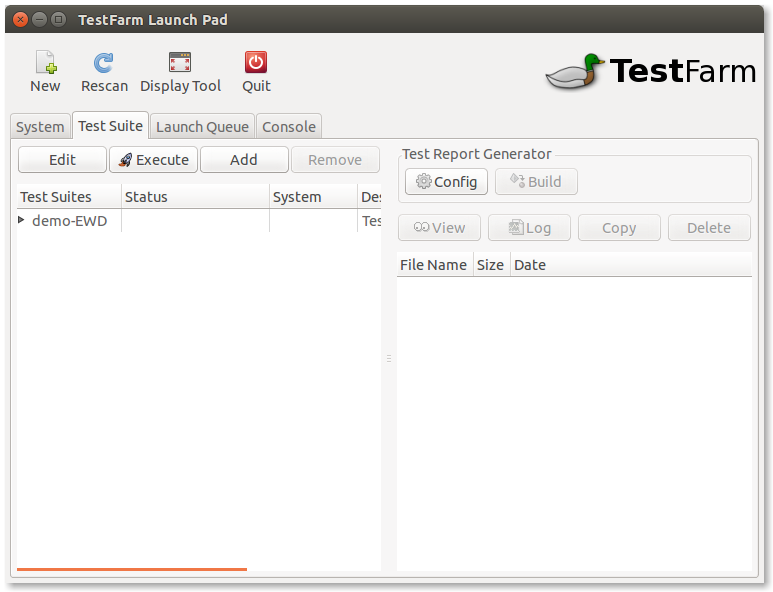 TestFarm Launch Pad
New Rescan Display Tool Quit
TestFarm
System Test Suite Launch Queue Console
Edit Execute Add Remove
Test Suites Status System Des
demo-EWD Tes
Test Report Generator
Config Build
View Log Copy Delete
File Name Size Date